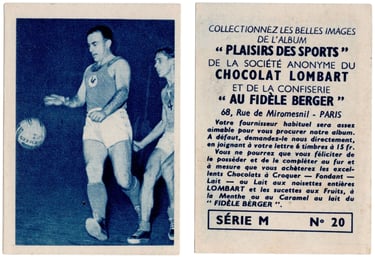 COLLECTIONNEZ LES BELLES IMAGES
DE L'ALBUM
" PLAISIRS DES SPORTS "
DE LA SOCIÉTÉ ANONYME DU
CHOCOLAT LOMBART
ET DE LA CONFISERIE
" AU FIDÈLE BERGER "
68, Rue de Miromesnil - PARIS
Votre fournisseur habituel sera assez
aimable pour vous procurer notre album.
A défaut, demandez-le nous directement,
en joignant à votre lettre 6 timbres à 15 fr.
Vous ne pourrez que vous féliciter de
le posséder et de le compléter au fur et
à mesure que vous achèterez les excel-
lents Chocolats à Croquer — Fondant —
Lait — ou Lait aux noisettes entières
LOMBART et les sucettes aux Fruits, à
la Menthe ou au Caramel au lait du
" FIDÈLE BERGER "
SÉRIE M N° 20